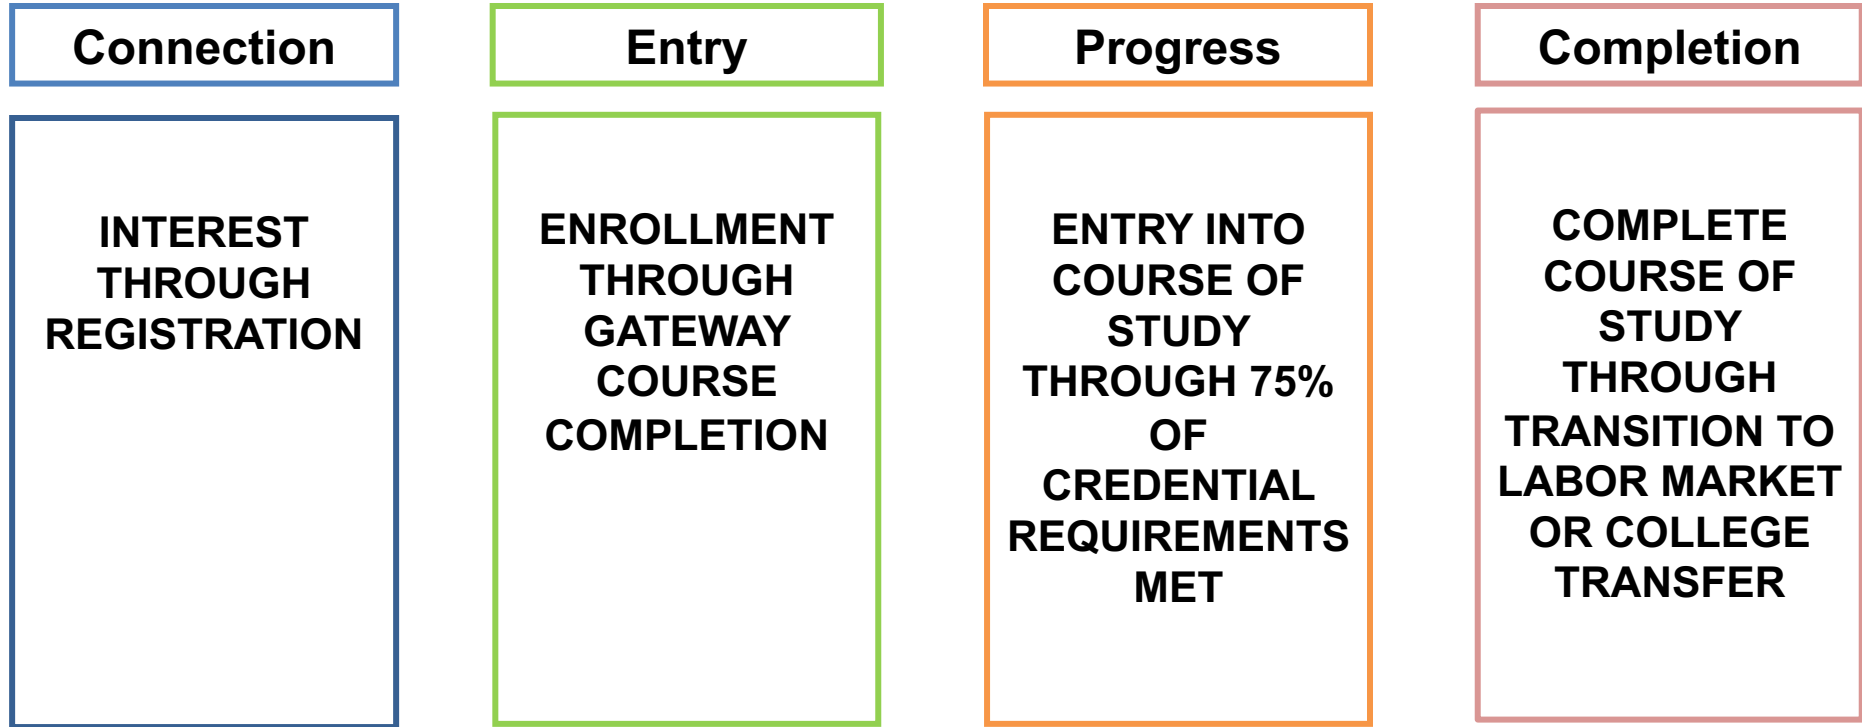 Connection
INTEREST
THROUGH
REGISTRATION
Entry
ENROLLMENT
THROUGH
GATEWAY
COURSE
COMPLETION
Progress
ENTRY INTO
COURSE OF
STUDY
THROUGH 75%
OF
CREDENTIAL
REQUIREMENTS
MET
Completion
COMPLETE
COURSE OF
STUDY
THROUGH
TRANSITION TO
LABOR MARKET
OR COLLEGE
TRANSFER